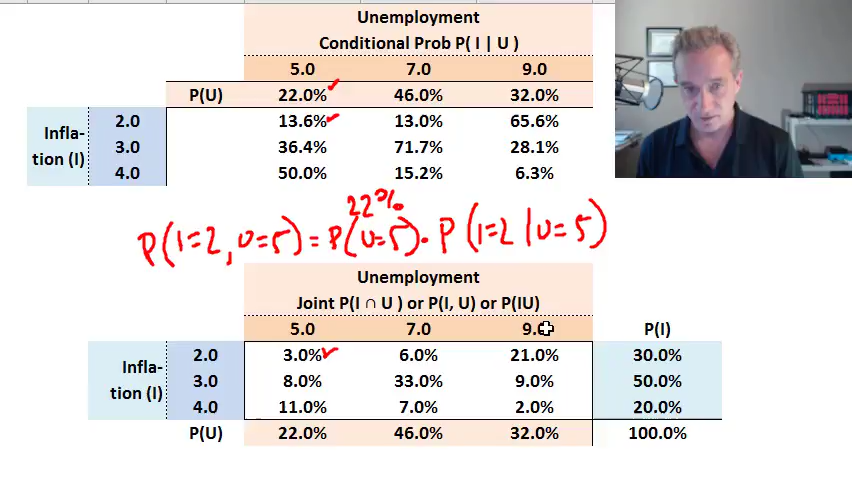 Unemployment
Conditional Prob P( I | U )
5.0 7.0 9.0
P(U) 22.0% 46.0% 32.0%
2.0 13.6% 13.0% 65.6%
Infla-
tion (I)
3.0 36.4% 71.7% 28.1%
4.0 50.0% 15.2% 6.3%
22%
P(I=2, U=5) = P(U=5) · P(I=2 | U=5)
Unemployment
Joint P(I ∩ U ) or P(I, U) or P(IU)
5.0 7.0 9.0 P(I)
2.0 3.0% 6.0% 21.0% 30.0%
Infla-
tion (I)
3.0 8.0% 33.0% 9.0% 50.0%
4.0 11.0% 7.0% 2.0% 20.0%
P(U) 22.0% 46.0% 32.0% 100.0%